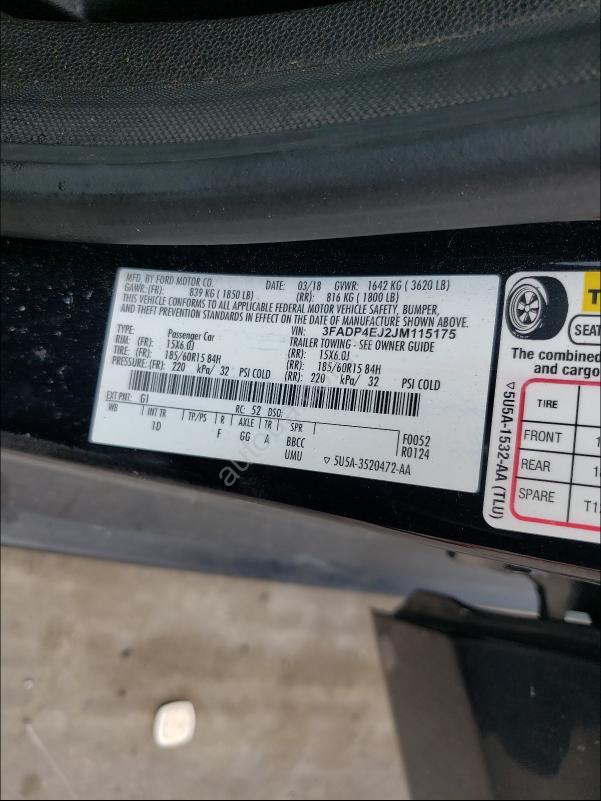 MFD. BY FORD MOTOR CO. DATE: 03/18 GVWR: 1642 KG ( 3620 LB)
GAWR: (FR): 839 KG ( 1850 LB) (RR): 816 KG ( 1800 LB)
THIS VEHICLE CONFORMS TO ALL APPLICABLE FEDERAL MOTOR VEHICLE SAFETY, BUMPER,
AND THEFT PREVENTION STANDARDS IN EFFECT ON THE DATE OF MANUFACTURE SHOWN ABOVE.
VIN: 3FADP4EJ2JM115175
TYPE: Passenger Car TRAILER TOWING - SEE OWNER GUIDE
RIM: (FR): 15X6.0J (RR): 15X6.0J
TIRE: (FR): 185/60R15 84H (RR): 185/60R15 84H
PRESSURE: (FR): 220 kPa/ 32 PSI COLD (RR): 220 kPa/ 32 PSI COLD
EXT PNT: G1 RC: 52 DSO:
WB INT TR TP/PS R AXLE TR SPR F0052
1D F GG A BBCC R0124
UMU ▽ 5U5A-3520472-AA
SEAT
The combined
and cargo
TIRE
FRONT 1
REAR
SPARE T1
▽ 5U5A-1532-AA (TLU)